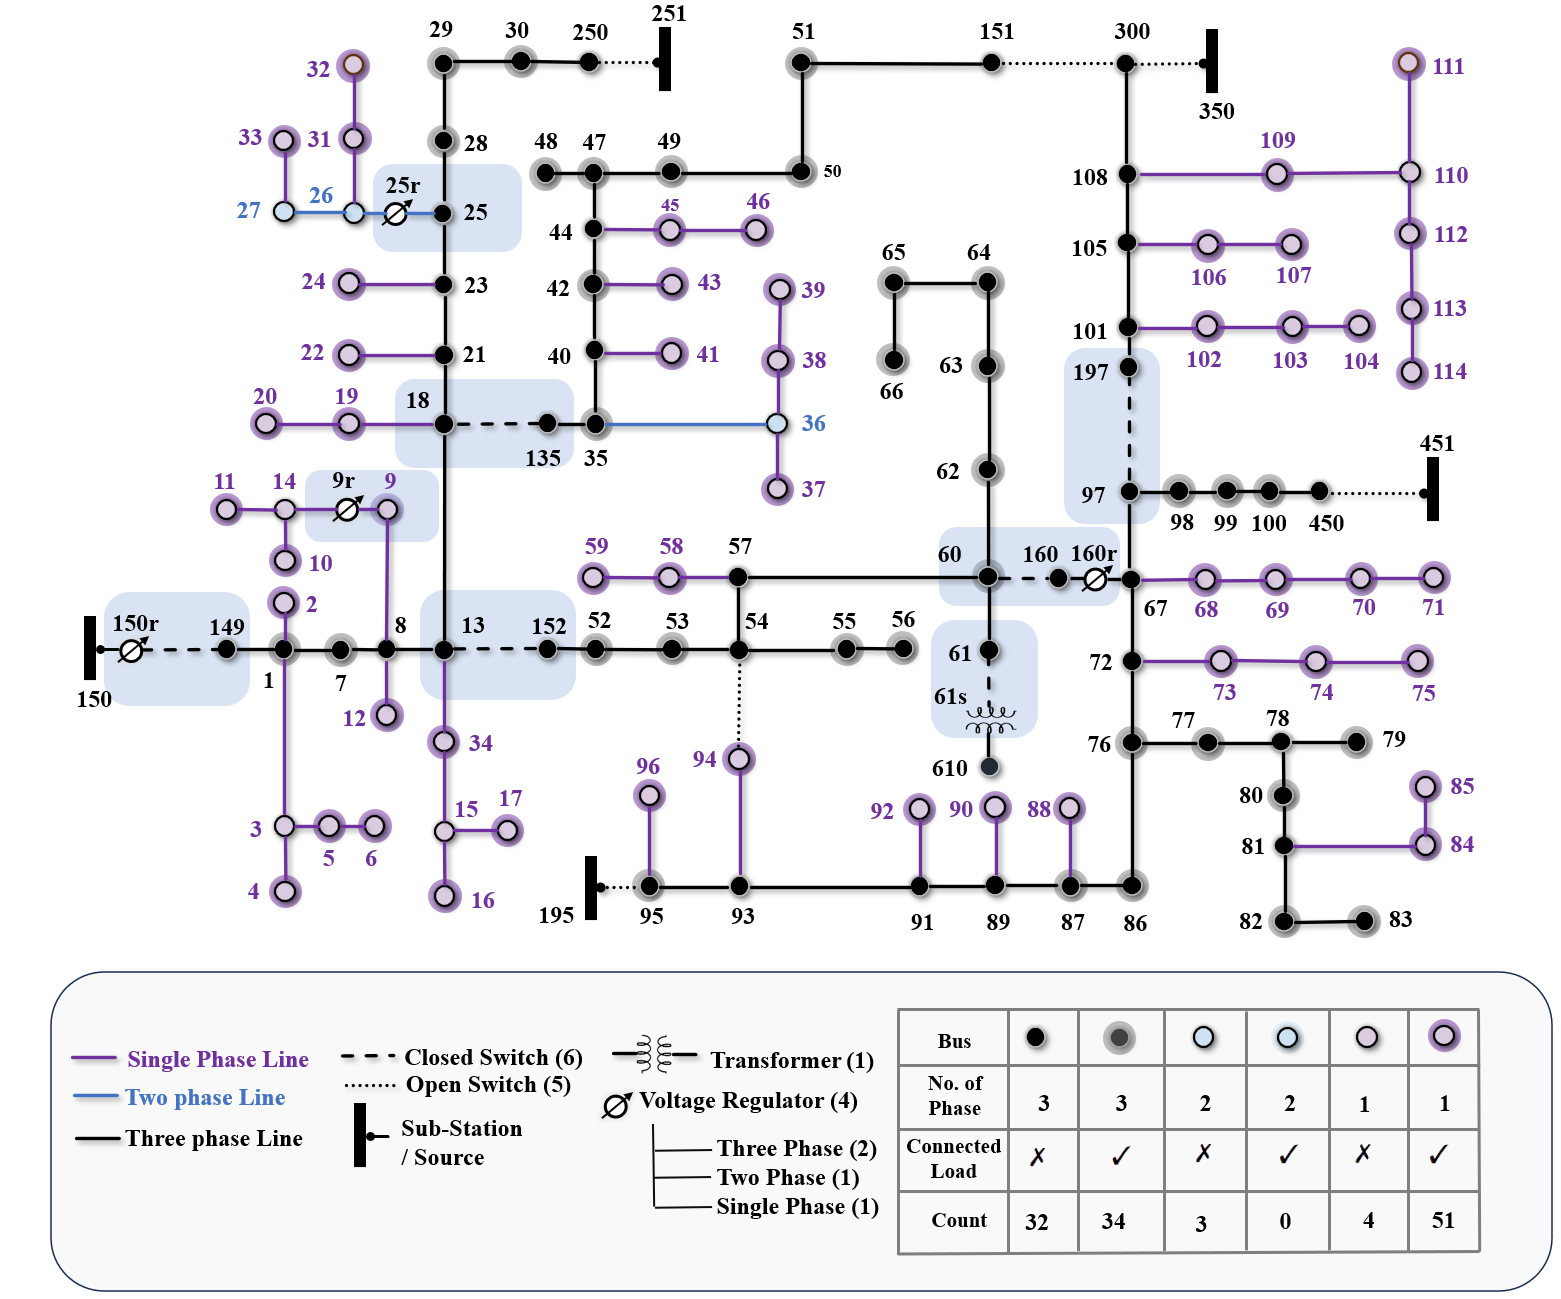 251
29 30 250 51 151 300
32 111
350
33 31 28 48 47 49 50 109
25r 108 110
27 26 25 45 46
44 112
65 64 105
24 23 42 43 39 106 107
113
101
22 21 40 41 38 63 102 103 104
197 114
66
20 19 18 36
135 35 451
62
11 14 9r 9 37 97
98 99 100 450
59 58 57 60 160 160r
10
2 67 68 69 70 71
150r 149 8 13 152 52 53 54 55 56
61 72
1 7 73 74 75
150 61s
12 77 78
34 76 79
96 94 610
80 85
15 17 92 90 88
3 81 84
5 6
4 16
195 95 93 91 89 87 86 82 83
Single Phase Line
Two phase Line
Three phase Line
Closed Switch (6)
Open Switch (5)
Sub-Station
/ Source
Transformer (1)
Voltage Regulator (4)
Three Phase (2)
Two Phase (1)
Single Phase (1)
Bus
No. of
Phase 3 3 2 2 1 1
Connected
Load ✗ ✓ ✗ ✓ ✗ ✓
Count 32 34 3 0 4 51